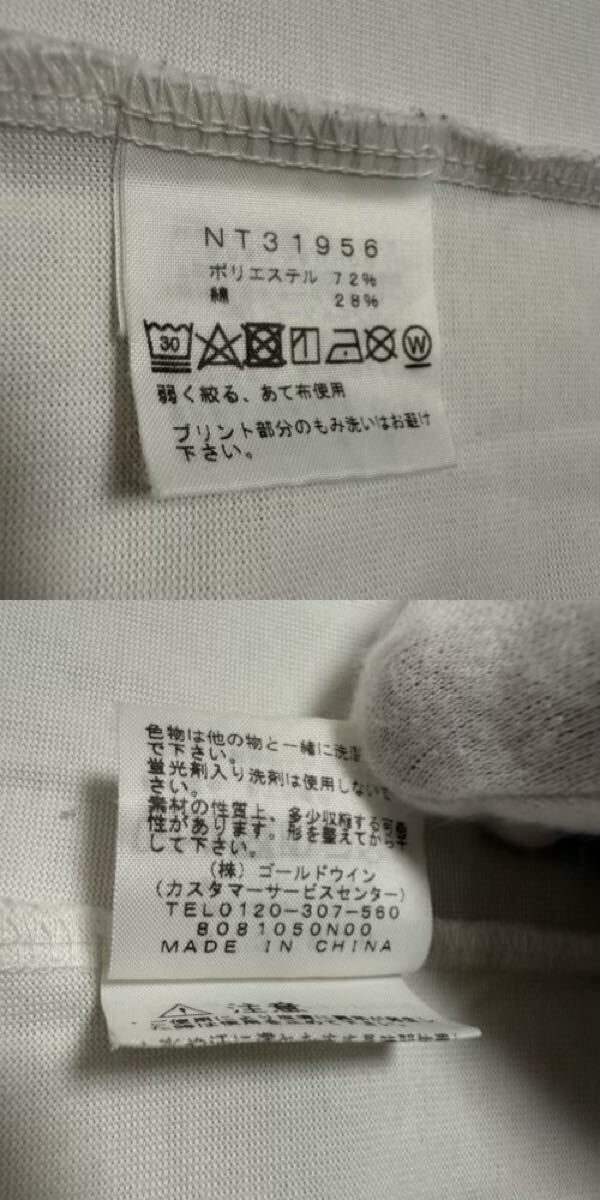 NT31956
ポリエステル 72%
綿 28%
30
W
弱く絞る、あて布使用
プリント部分のもみ洗いはお避け
下さい。
色物は他の物と一緒に洗
で下さい。
蛍光剤入り洗剤は使用しないで
さい。
素材の性質上、多少収縮する可
性があります。形を整えてから干
して下さい。
(株)ゴールドウイン
(カスタマーサービスセンター)
TEL0120-307-560
8081050N00
MADE IN CHINA
注意